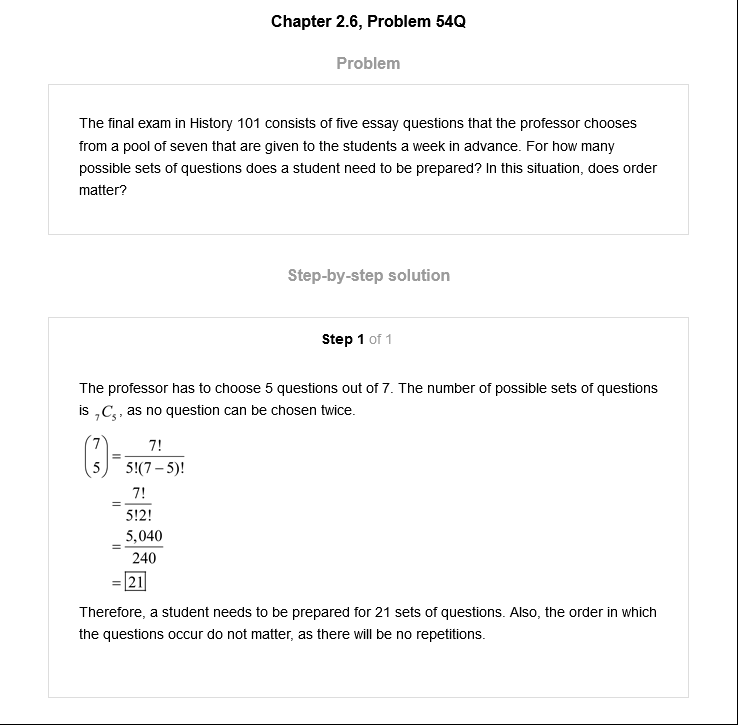 Chapter 2.6, Problem 54Q
Problem
The final exam in History 101 consists of five essay questions that the professor chooses
from a pool of seven that are given to the students a week in advance. For how many
possible sets of questions does a student need to be prepared? In this situation, does order
matter?
Step-by-step solution
Step 1 of 1
The professor has to choose 5 questions out of 7. The number of possible sets of questions
is ₇C₅, as no question can be chosen twice.
(7 5) = 7! / 5!(7 – 5)!
= 7! / 5!2!
= 5,040 / 240
= 21
Therefore, a student needs to be prepared for 21 sets of questions. Also, the order in which
the questions occur do not matter, as there will be no repetitions.